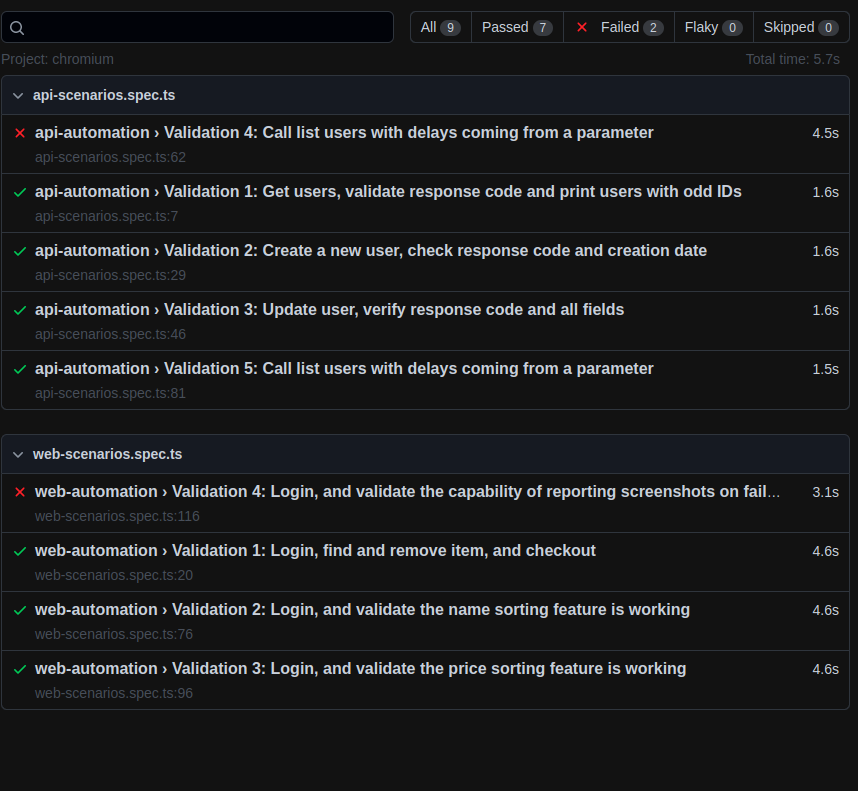 All 9 Passed 7 Failed 2 Flaky 0 Skipped 0
Project: chromium Total time: 5.7s
api-scenarios.spec.ts
api-automation › Validation 4: Call list users with delays coming from a parameter 4.5s
api-scenarios.spec.ts:62
api-automation › Validation 1: Get users, validate response code and print users with odd IDs 1.6s
api-scenarios.spec.ts:7
api-automation › Validation 2: Create a new user, check response code and creation date 1.6s
api-scenarios.spec.ts:29
api-automation › Validation 3: Update user, verify response code and all fields 1.6s
api-scenarios.spec.ts:46
api-automation › Validation 5: Call list users with delays coming from a parameter 1.5s
api-scenarios.spec.ts:81
web-scenarios.spec.ts
web-automation › Validation 4: Login, and validate the capability of reporting screenshots on fail... 3.1s
web-scenarios.spec.ts:116
web-automation › Validation 1: Login, find and remove item, and checkout 4.6s
web-scenarios.spec.ts:20
web-automation › Validation 2: Login, and validate the name sorting feature is working 4.6s
web-scenarios.spec.ts:76
web-automation › Validation 3: Login, and validate the price sorting feature is working 4.6s
web-scenarios.spec.ts:96